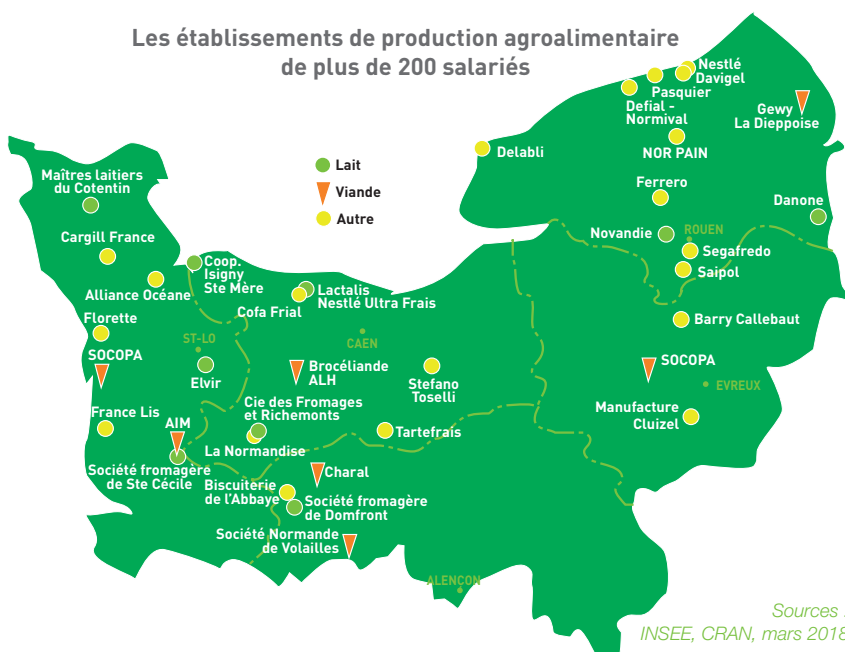 Les établissements de production agroalimentaire
de plus de 200 salariés
Lait
Viande
Autre
Nestlé
Davigel
Pasquier
Defial -
Normival
Gewy
La Dieppoise
NOR PAIN
Delabli
Ferrero
Danone
Novandie
ROUEN
Segafredo
Saipol
Barry Callebaut
SOCOPA
EVREUX
Manufacture
Cluizel
Maîtres laitiers
du Cotentin
Cargill France
Coop.
Isigny
Ste Mère
Alliance Océane
Lactalis
Nestlé Ultra Frais
Cofa Frial
Florette
ST-LO
CAEN
SOCOPA
Elvir
Brocéliande
ALH
Stefano
Toselli
France Lis
AIM
Cie des Fromages
et Richemonts
Tartefrais
La Normandise
Société fromagère
de Ste Cécile
Charal
Biscuitèrie
de l'Abbaye
Société fromagère
de Domfront
Société Normande
de Volailles
ALENÇON
Sources :
INSEE, CRAN, mars 2018